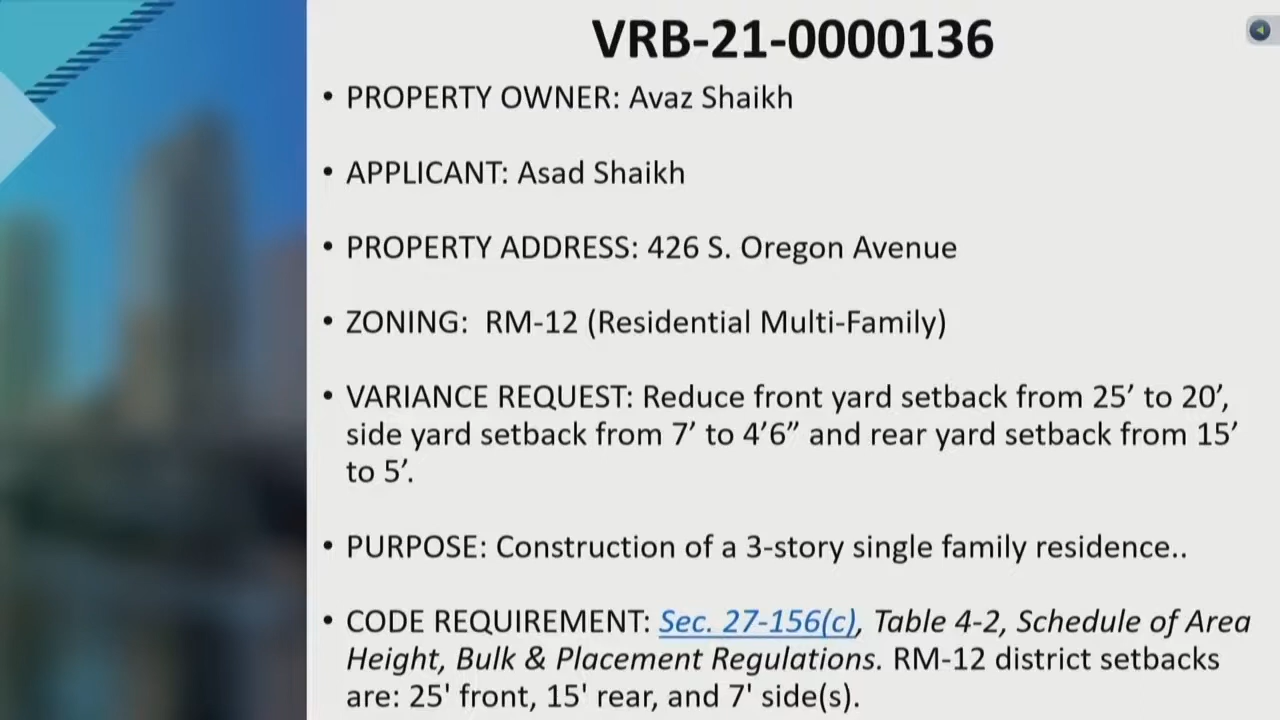 VRB-21-0000136
• PROPERTY OWNER: Avaz Shaikh
• APPLICANT: Asad Shaikh
• PROPERTY ADDRESS: 426 S. Oregon Avenue
• ZONING:  RM-12 (Residential Multi-Family)
• VARIANCE REQUEST: Reduce front yard setback from 25’ to 20’,
side yard setback from 7’ to 4’6” and rear yard setback from 15’
to 5’.
• PURPOSE: Construction of a 3-story single family residence..
• CODE REQUIREMENT: Sec. 27-156(c), Table 4-2, Schedule of Area
Height, Bulk & Placement Regulations. RM-12 district setbacks
are: 25' front, 15' rear, and 7' side(s).